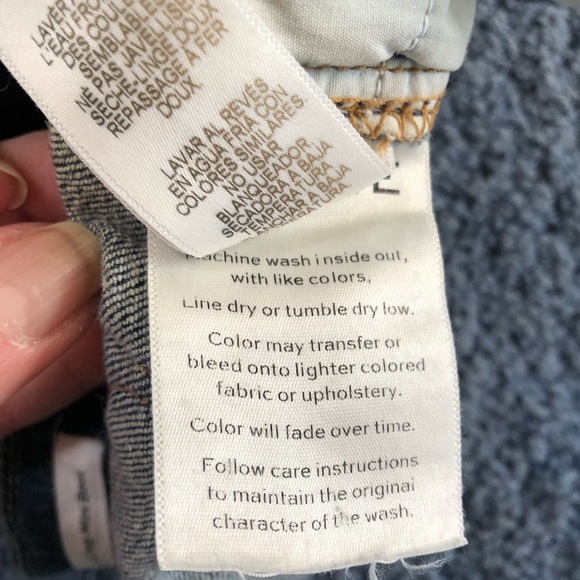 LAVER
L'EAU FROI
DES COULE
SEMBLABLES
NE PAS JAVELLISE
SÈCHE-LINGE DOUX
REPASSAGE À FER
DOUX.
LAVAR AL REVÉS
EN AGUA FRIA CON
COLORES SIMILARES.
NO USAR
BLANQUEADOR
SECADORA A BAJA
TEMPERATURA
PLANCHAR A BAJA
TEMPERATURA
Machine wash inside out,
with like colors,
Line dry or tumble dry low.
Color may transfer or
bleed onto lighter colored
fabric or upholstery.
Color will fade over time.
Follow care instructions
to maintain the original
character of the wash.